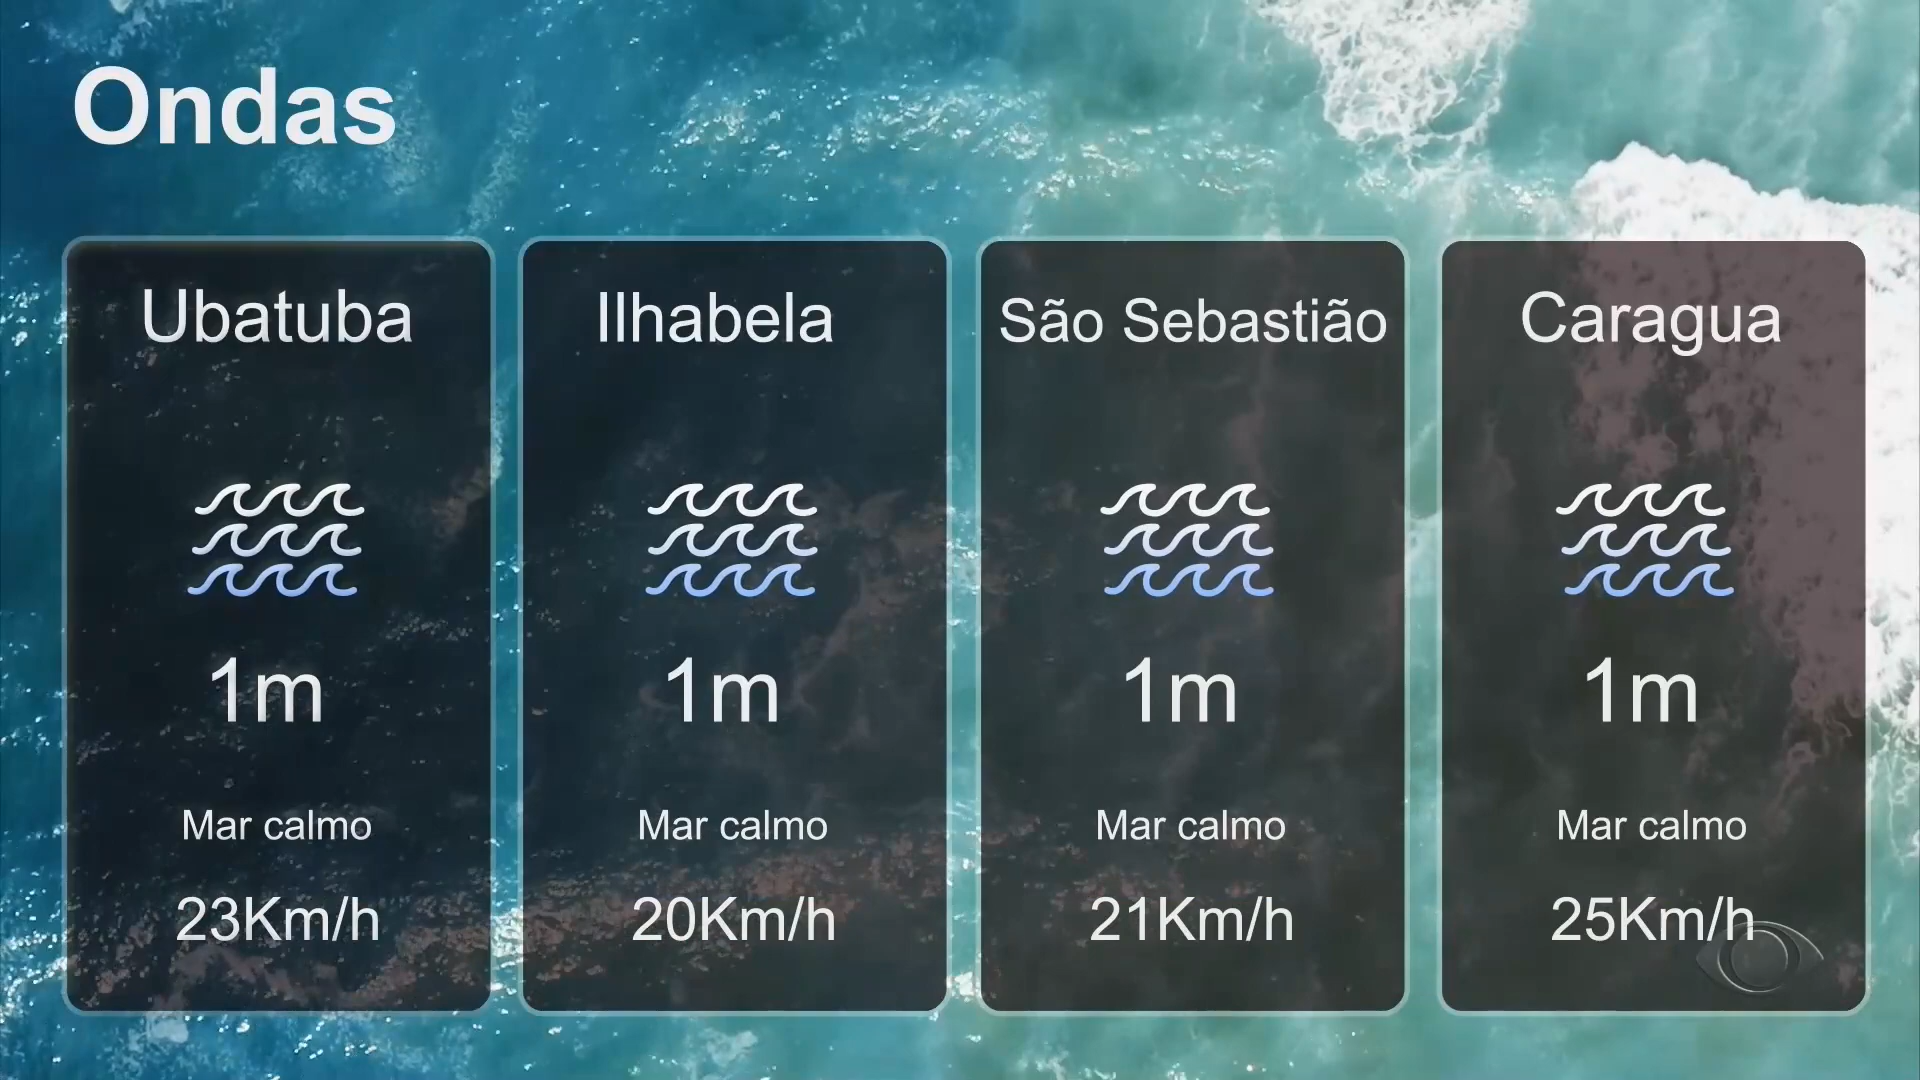 Ondas
Ubatuba
1m
Mar calmo
23Km/h
Ilhabela
1m
Mar calmo
20Km/h
São Sebastião
1m
Mar calmo
21Km/h
Caragua
1m
Mar calmo
25Km/h